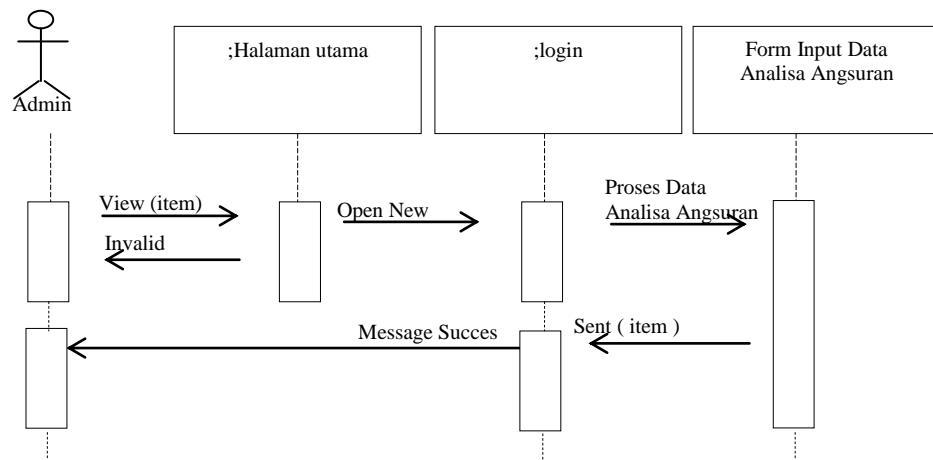 Admin
;Halaman utama
;login
Form Input Data
Analisa Angsuran
View (item)
Invalid
Open New
Proses Data
Analisa Angsuran
Message Succes
Sent ( item )